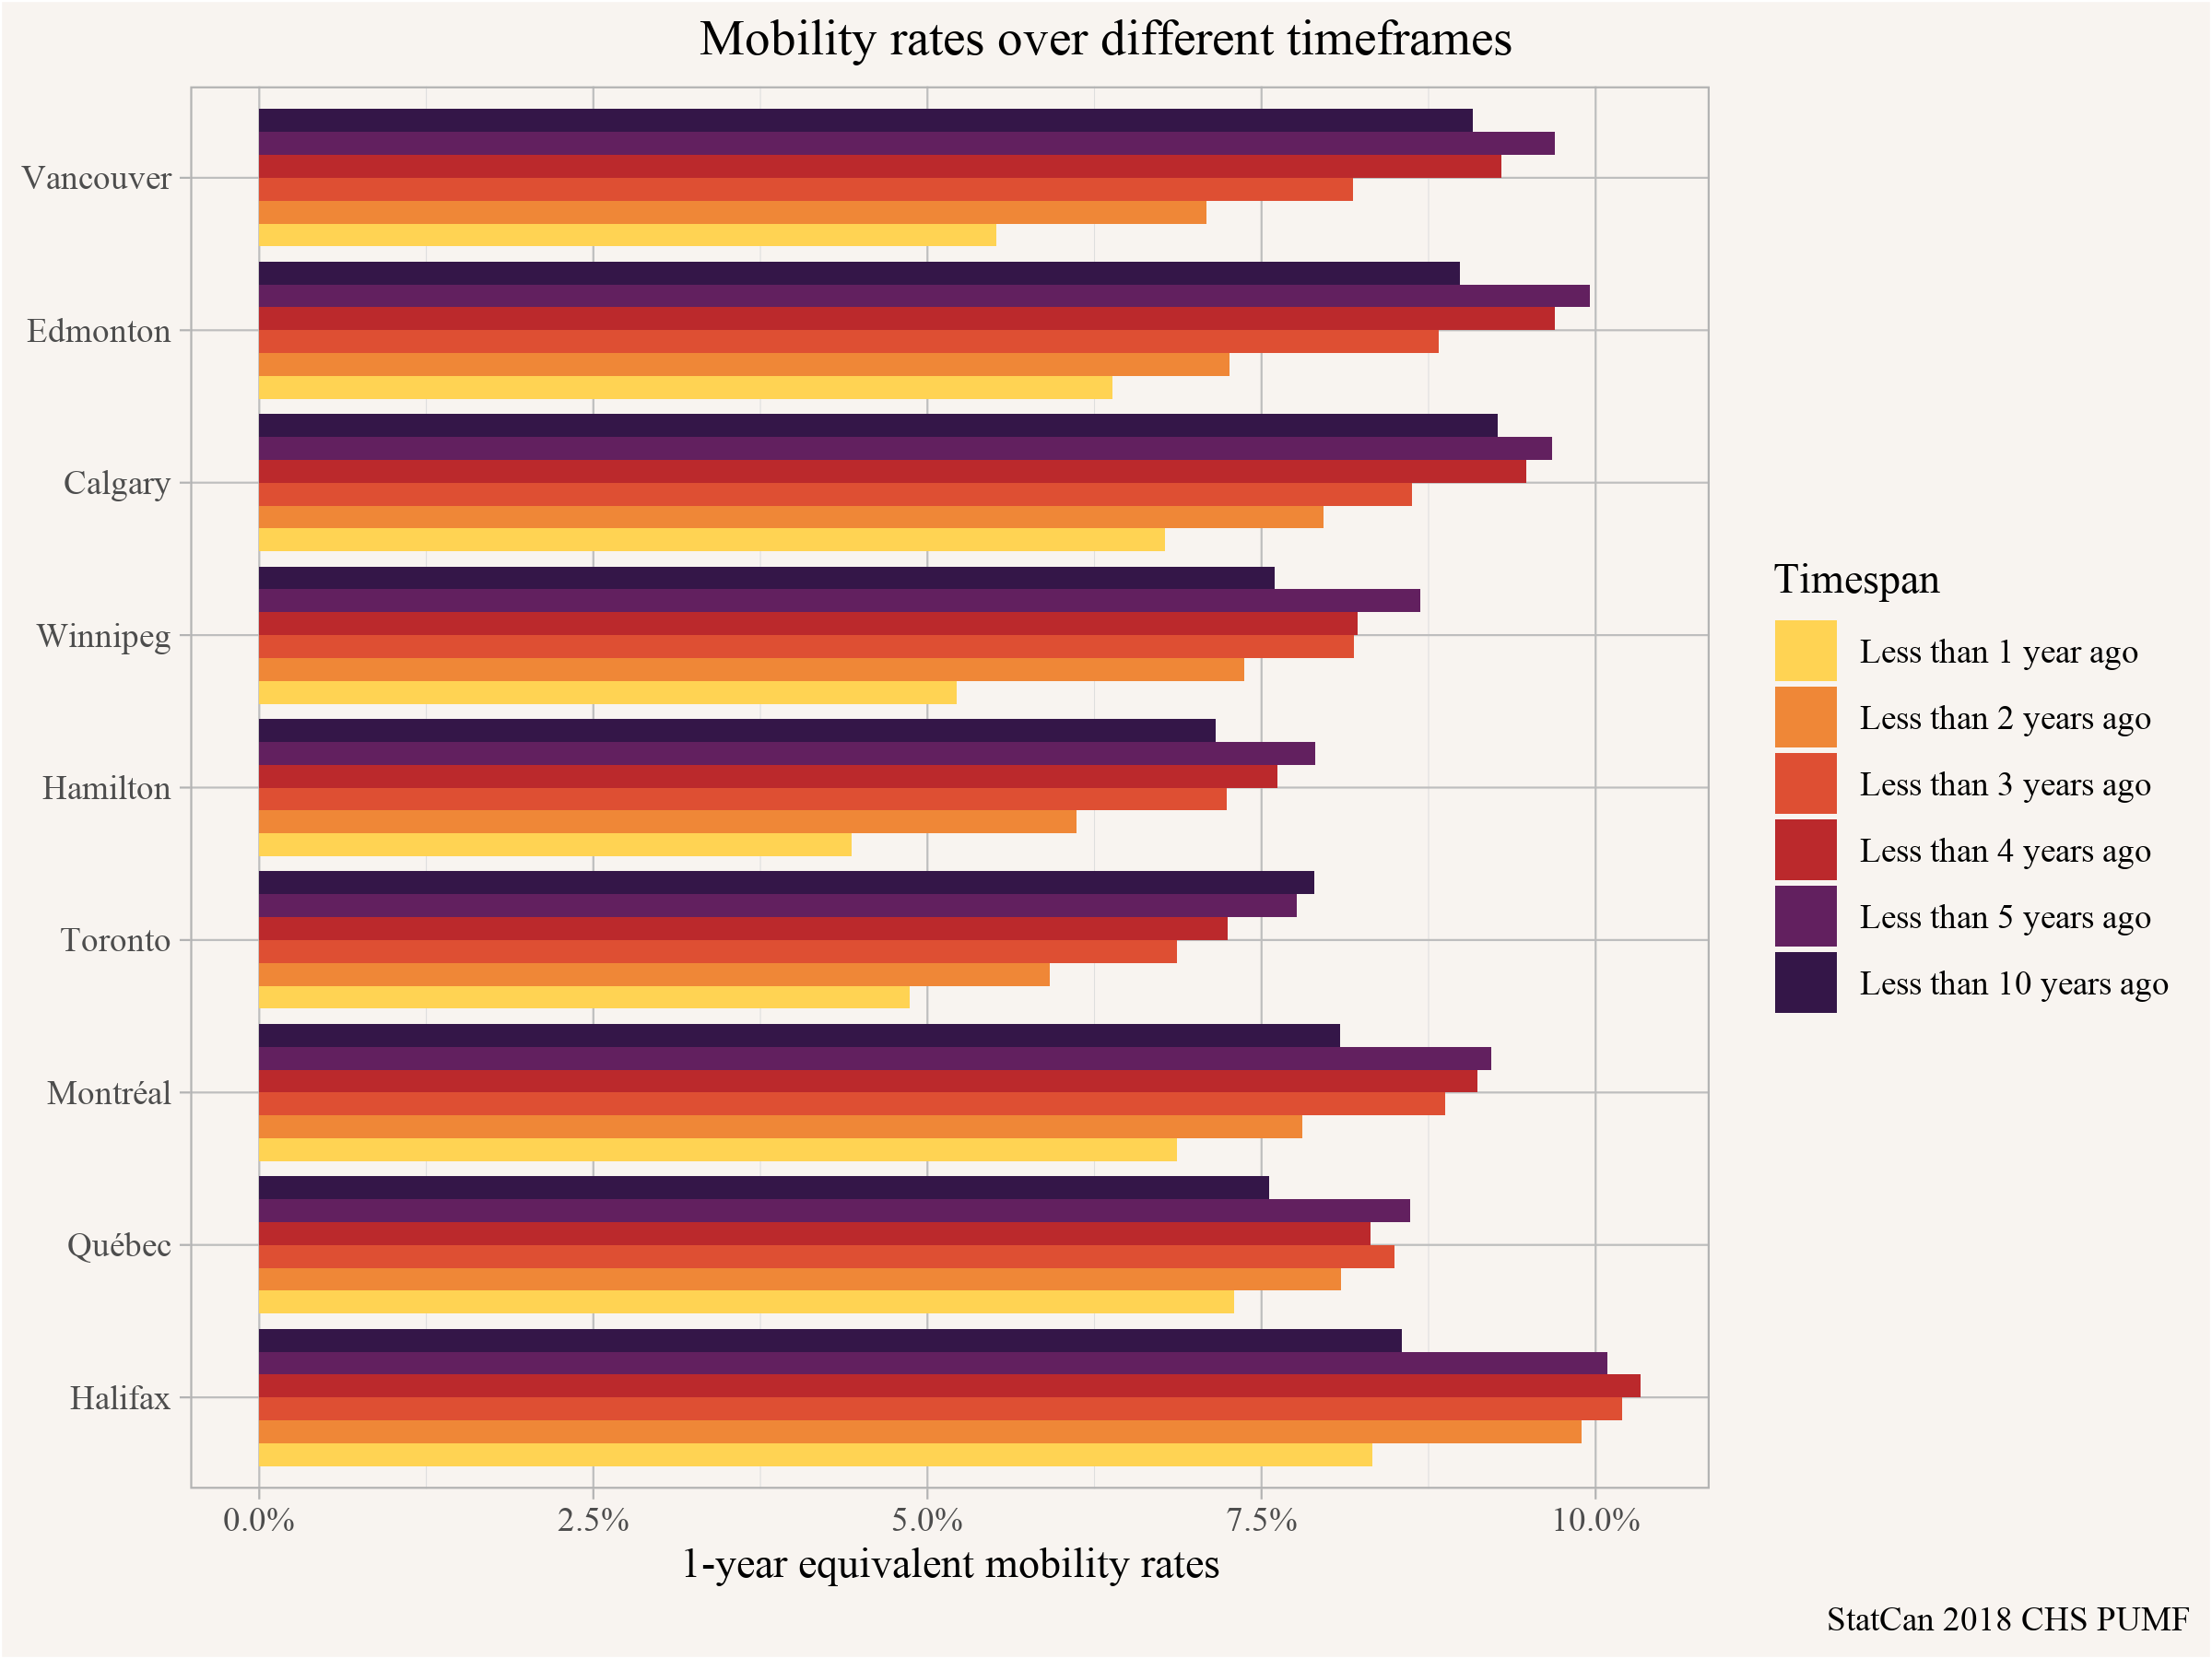 Mobility rates over different timeframes
Vancouver
Edmonton
Calgary
Winnipeg
Hamilton
Toronto
Montréal
Québec
Halifax
0.0% 2.5% 5.0% 7.5% 10.0%
1-year equivalent mobility rates
Timespan
Less than 1 year ago
Less than 2 years ago
Less than 3 years ago
Less than 4 years ago
Less than 5 years ago
Less than 10 years ago
StatCan 2018 CHS PUMF